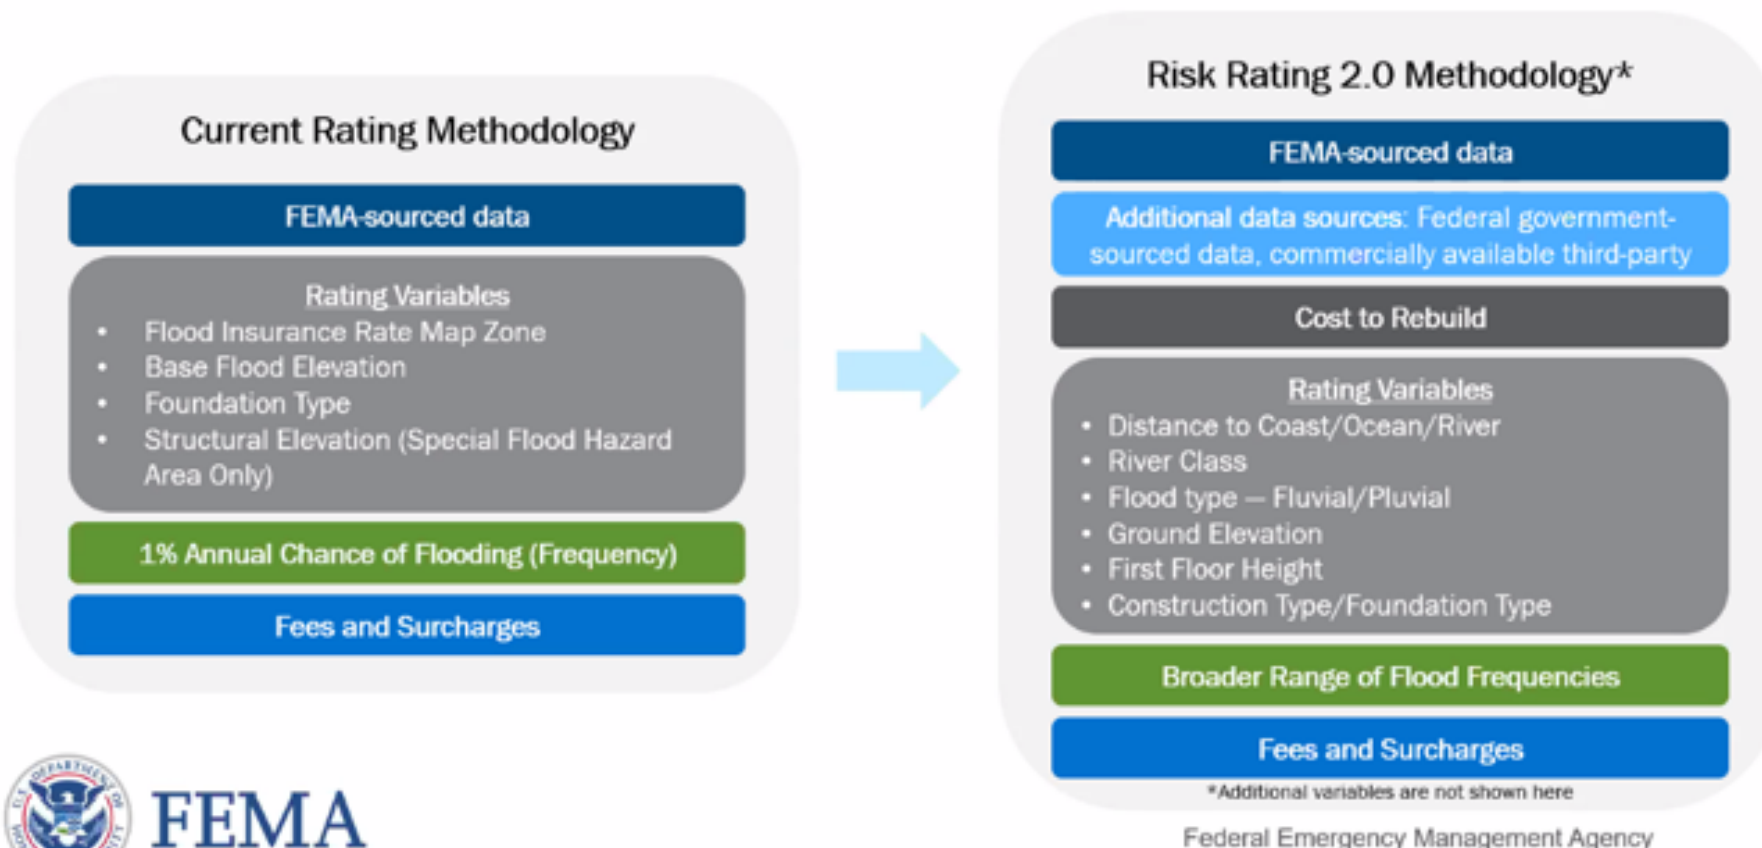 Current Rating Methodology
FEMA-sourced data
Rating Variables
• Flood Insurance Rate Map Zone
• Base Flood Elevation
• Foundation Type
• Structural Elevation (Special Flood Hazard
Area Only)
1% Annual Chance of Flooding (Frequency)
Fees and Surcharges
Risk Rating 2.0 Methodology*
FEMA-sourced data
Additional data sources: Federal government-
sourced data, commercially available third-party
Cost to Rebuild
Rating Variables
• Distance to Coast/Ocean/River
• River Class
• Flood type — Fluvial/Pluvial
• Ground Elevation
• First Floor Height
• Construction Type/Foundation Type
Broader Range of Flood Frequencies
Fees and Surcharges
*Additional variables are not shown here
U.S. DEPARTMENT OF
FEMA
Federal Emergency Management Agency